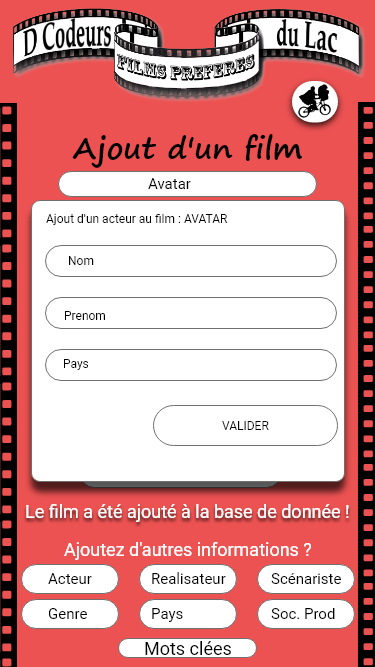 D Codeurs du Lac
FILMS PREFERES
Ajout d'un film
Avatar
Ajout d'un acteur au film : AVATAR
Nom
Prenom
Pays
VALIDER
Le film a été ajouté à la base de donnée !
Ajoutez d'autres informations ?
Acteur Realisateur Scénariste
Genre Pays Soc. Prod
Mots clées